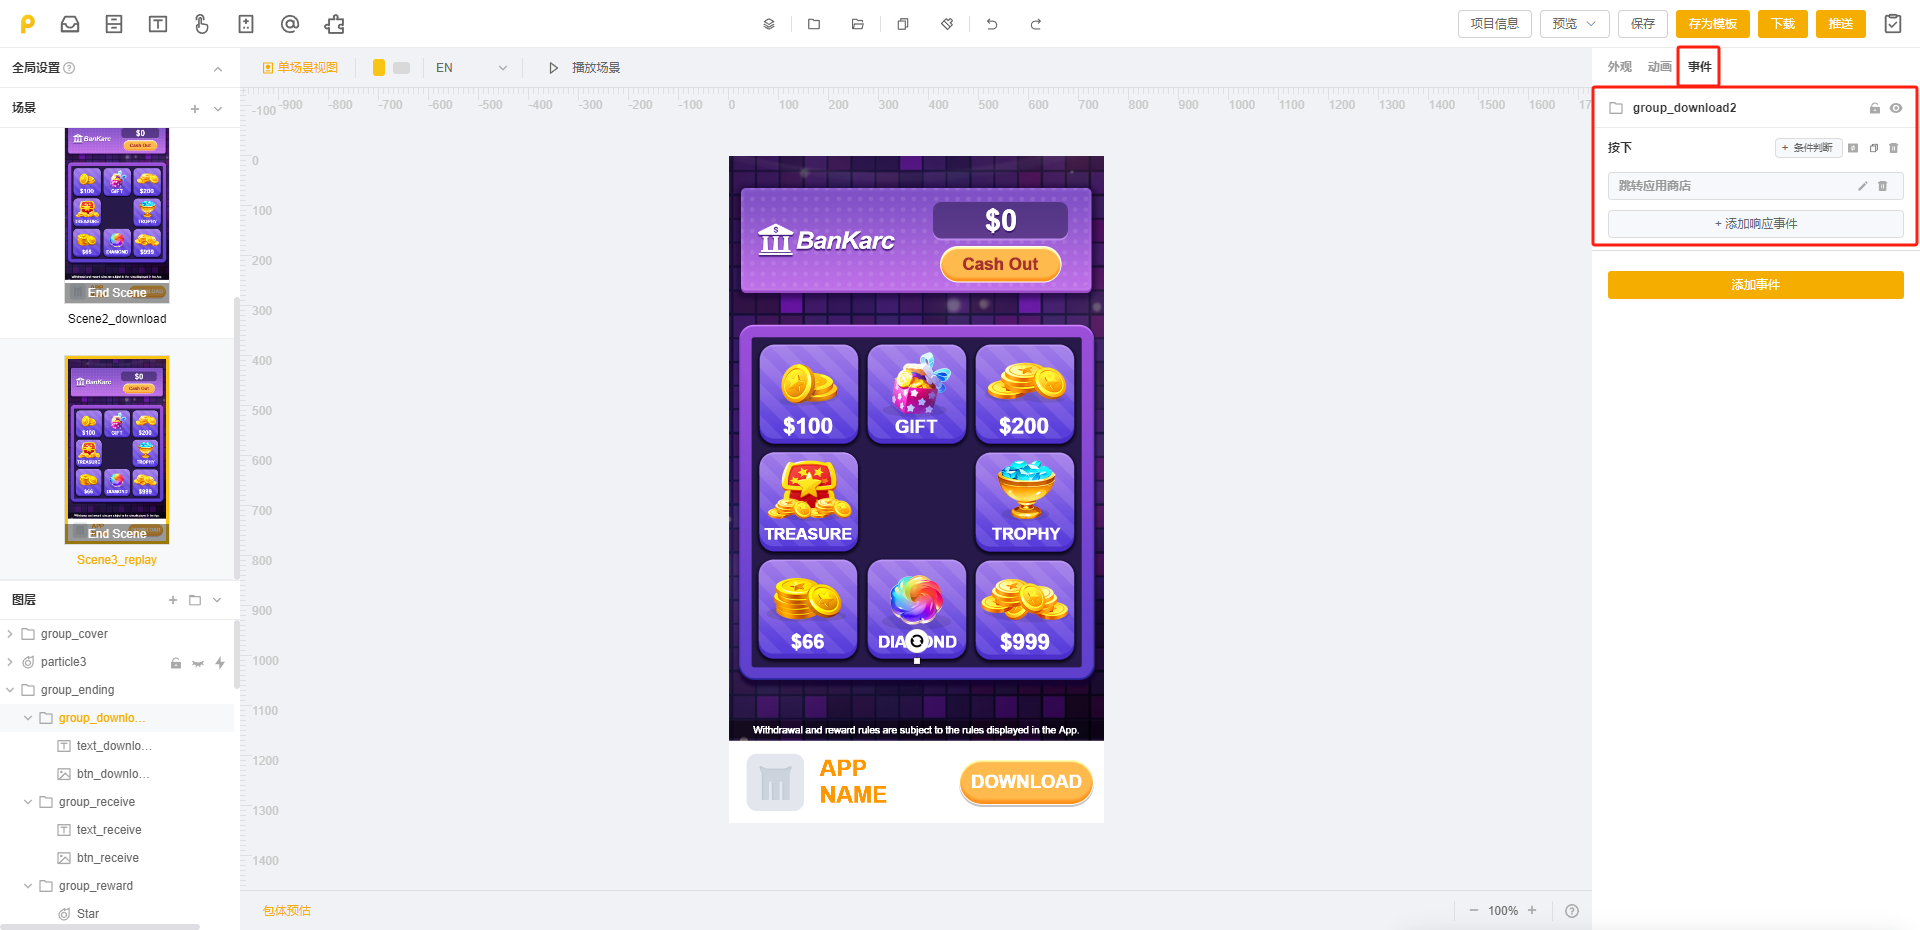 项目信息
预览
保存
存为模板
下载
推送
全局设置
单场景视图
EN
播放场景
外观
动画
事件
-900
-800
-700
-600
-500
-400
-300
-200
-100
0
100
200
300
400
500
600
700
800
900
1000
1100
1200
1300
1400
1500
1600
-100
0
100
200
300
400
500
600
700
800
900
1000
1100
1200
1300
1400
场景
$0
BanKarc
Cash Out
$100
GIFT
$200
TREASURE
TROPHY
$66
DIAMOND
$999
End Scene
Scene2_download
$0
BanKarc
Cash Out
$100
GIFT
$200
TREASURE
TROPHY
$66
DIAMOND
$999
End Scene
Scene3_replay
图层
group_cover
particle3
group_ending
group_downlo...
text_downlo...
btn_downlo...
group_receive
text_receive
btn_receive
group_reward
Star
$0
BanKarc
Cash Out
$100
GIFT
$200
TREASURE
TROPHY
$66
DIAMOND
$999
Withdrawal and reward rules are subject to the rules displayed in the App.
APP
NAME
DOWNLOAD
包体预估
100%
group_download2
按下
+ 条件判断
跳转应用商店
+ 添加响应事件
添加事件